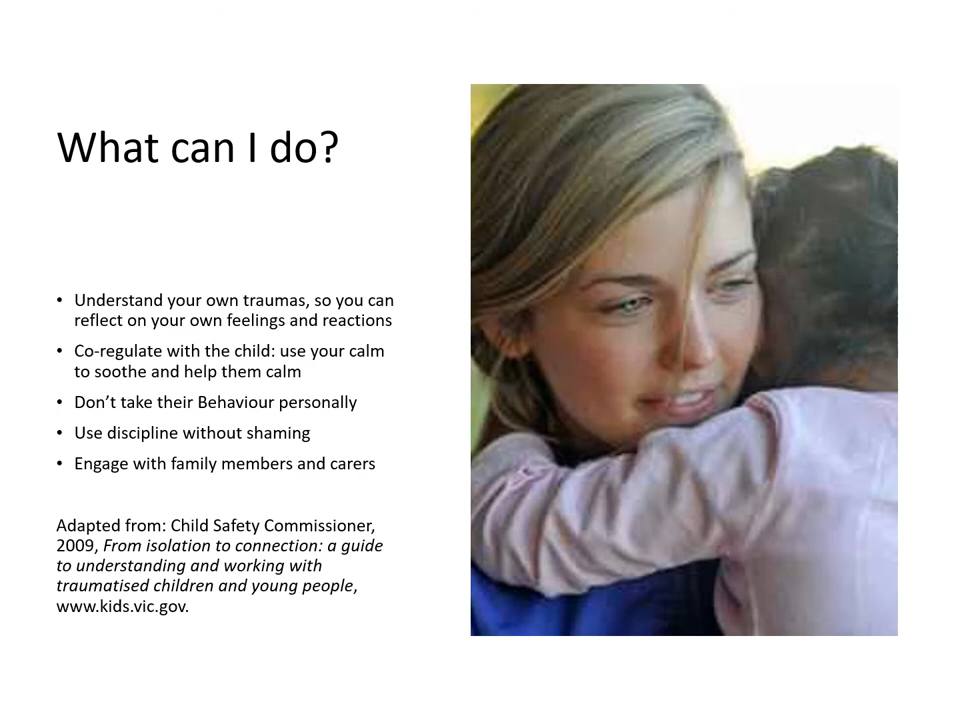 What can I do?
• Understand your own traumas, so you can
reflect on your own feelings and reactions
• Co-regulate with the child: use your calm
to soothe and help them calm
• Don’t take their Behaviour personally
• Use discipline without shaming
• Engage with family members and carers
Adapted from: Child Safety Commissioner,
2009, From isolation to connection: a guide
to understanding and working with
traumatised children and young people,
www.kids.vic.gov.